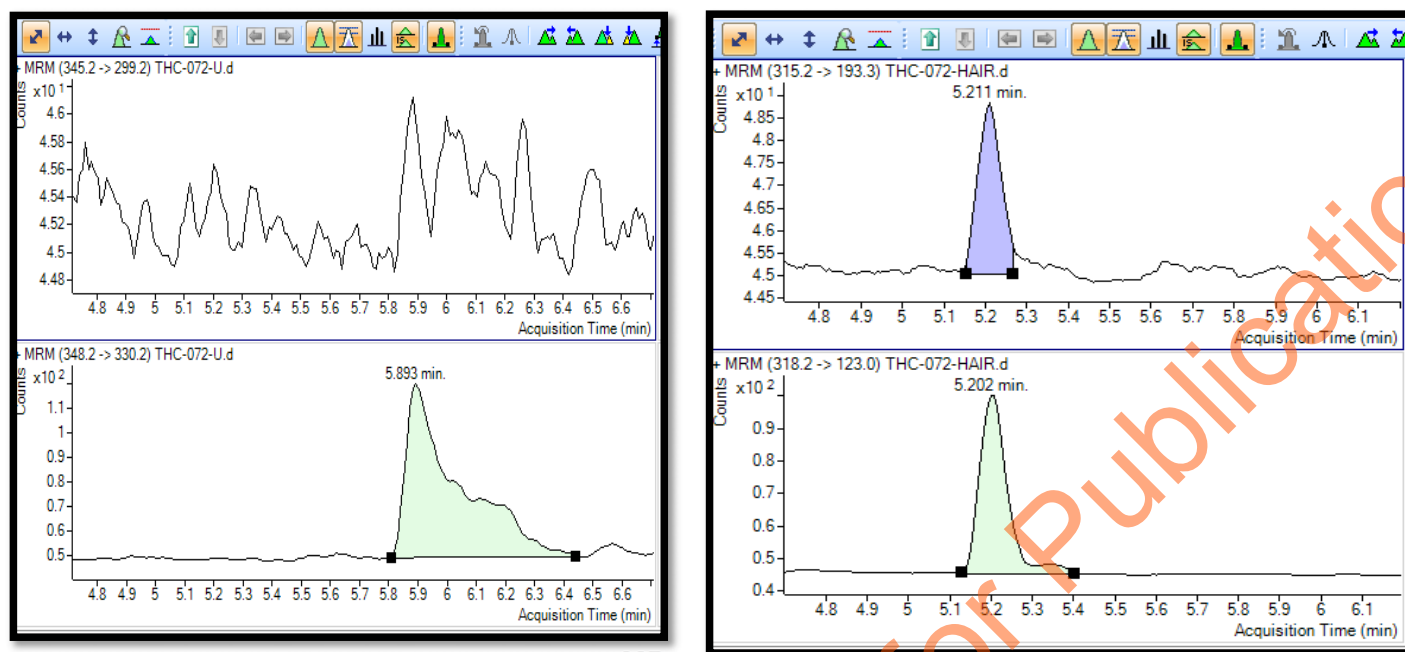 + MRM (345.2 -> 299.2) THC-072-U.d
Counts
x10 1
4.6
4.58
4.56
4.54
4.52
4.5
4.48
4.8 4.9 5 5.1 5.2 5.3 5.4 5.5 5.6 5.7 5.8 5.9 6 6.1 6.2 6.3 6.4 6.5 6.6
Acquisition Time (min)
+ MRM (348.2 -> 330.2) THC-072-U.d
Counts
x10 2
5.893 min.
1.1
1
0.9
0.8
0.7
0.6
0.5
4.8 4.9 5 5.1 5.2 5.3 5.4 5.5 5.6 5.7 5.8 5.9 6 6.1 6.2 6.3 6.4 6.5 6.6
Acquisition Time (min)
+ MRM (315.2 -> 193.3) THC-072-HAIR.d
Counts
x10 1
5.211 min.
4.85
4.8
4.75
4.7
4.65
4.6
4.55
4.5
4.45
4.8 4.9 5 5.1 5.2 5.3 5.4 5.5 5.6 5.7 5.8 5.9 6 6.1
Acquisition Time (min)
+ MRM (318.2 -> 123.0) THC-072-HAIR.d
Counts
x10 2
5.202 min.
0.9
0.8
0.7
0.6
0.5
0.4
4.8 4.9 5 5.1 5.2 5.3 5.4 5.5 5.6 5.7 5.8 5.9 6 6.1
Acquisition Time (min)
or Publicatio